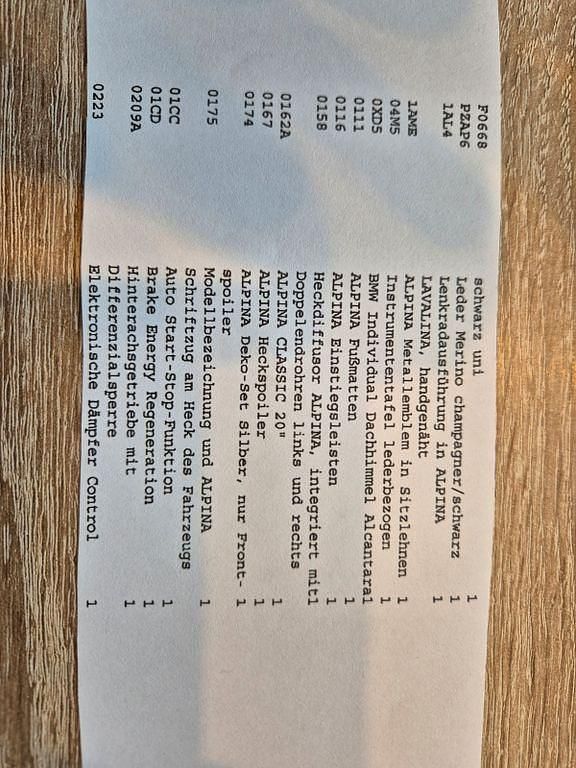 F0668 schwarz uni 1
PZAP6 Leder Merino champagner/schwarz 1
1AL4 Lenkradausführung in ALPINA 1
LAVALINA, handgenäht
1AME ALPINA Metallemblem in Sitzlehnen 1
04M5 Instrumententafel lederbezogen 1
0XD5 BMW Individual Dachhimmel Alcantara1
0111 ALPINA Fußmatten 1
0116 ALPINA Einstiegsleisten 1
0158 Heckdiffusor ALPINA, integriert mit1
Doppelendrohren links und rechts
0162A ALPINA CLASSIC 20" 1
0167 ALPINA Heckspoiler 1
0174 ALPINA Deko-Set Silber, nur Front- 1
spoiler
0175 Modellbezeichnung und ALPINA 1
Schriftzug am Heck des Fahrzeugs
01CC Auto Start-Stop-Funktion 1
01CD Brake Energy Regeneration 1
0209A Hinterachsgetriebe mit 1
Differenzialsperre
0223 Elektronische Dämpfer Control 1